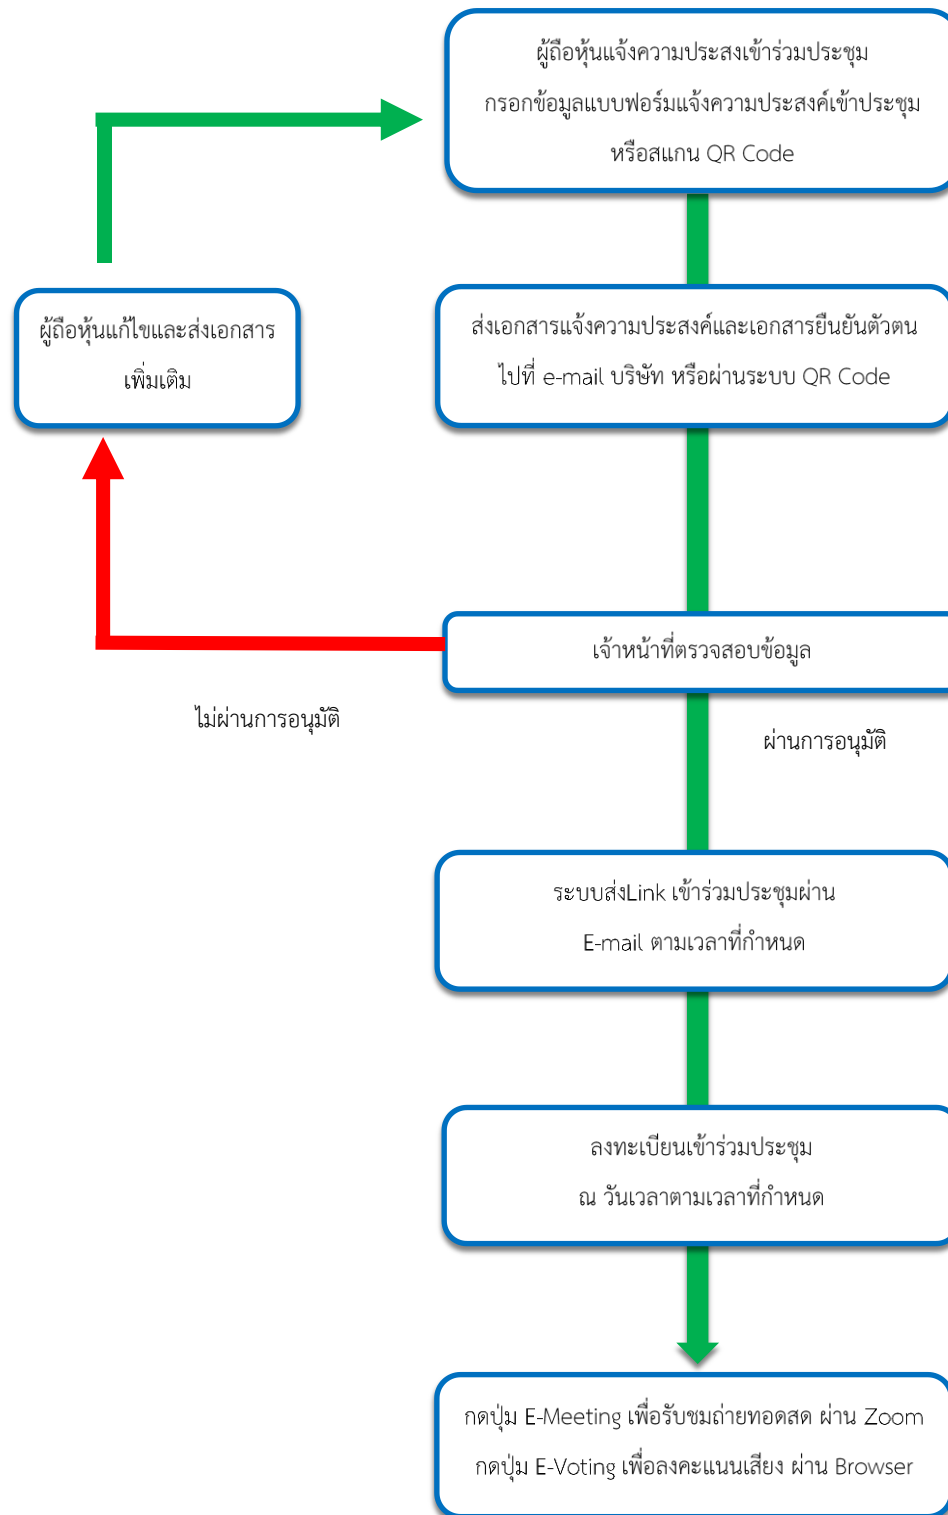 ผู้ถือหุ้นแจ้งความประสงเข้าร่วมประชุม
กรอกข้อมูลแบบฟอร์มแจ้งความประสงค์เข้าประชุม
หรือสแกน QR Code
ผู้ถือหุ้นแก้ไขและส่งเอกสาร
เพิ่มเติม
ส่งเอกสารแจ้งความประสงค์และเอกสารยืนยันตัวตน
ไปที่ e-mail บริษัท หรือผ่านระบบ QR Code
เจ้าหน้าที่ตรวจสอบข้อมูล
ไม่ผ่านการอนุมัติ
ผ่านการอนุมัติ
ระบบส่งLink เข้าร่วมประชุมผ่าน
E-mail ตามเวลาที่กำหนด
ลงทะเบียนเข้าร่วมประชุม
ณ วันเวลาตามเวลาที่กำหนด
กดปุ่ม E-Meeting เพื่อรับชมถ่ายทอดสด ผ่าน Zoom
กดปุ่ม E-Voting เพื่อลงคะแนนเสียง ผ่าน Browser